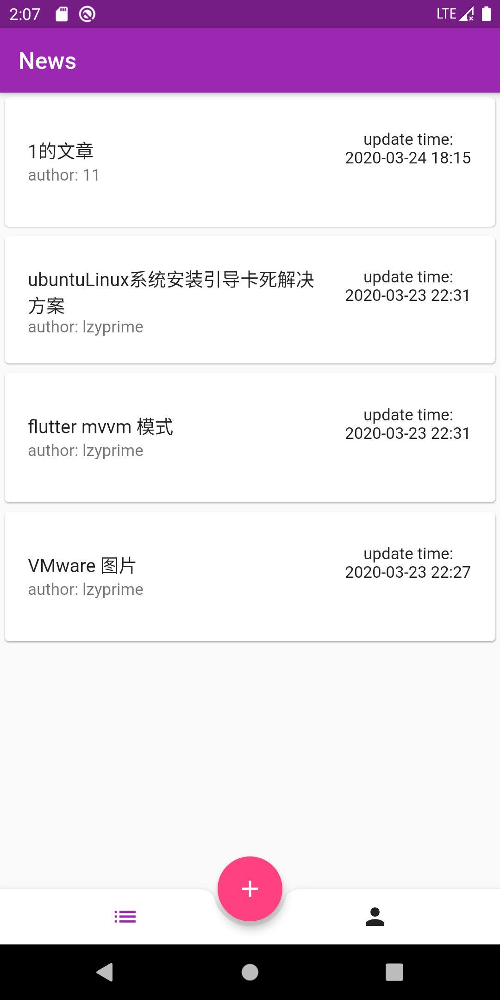 2:07
LTE
News
1的文章
author: 11
update time:
2020-03-24 18:15
ubuntuLinux系统安装引导卡死解决
方案
author: lzyprime
update time:
2020-03-23 22:31
flutter mvvm 模式
author: lzyprime
update time:
2020-03-23 22:31
VMware 图片
author: lzyprime
update time:
2020-03-23 22:27